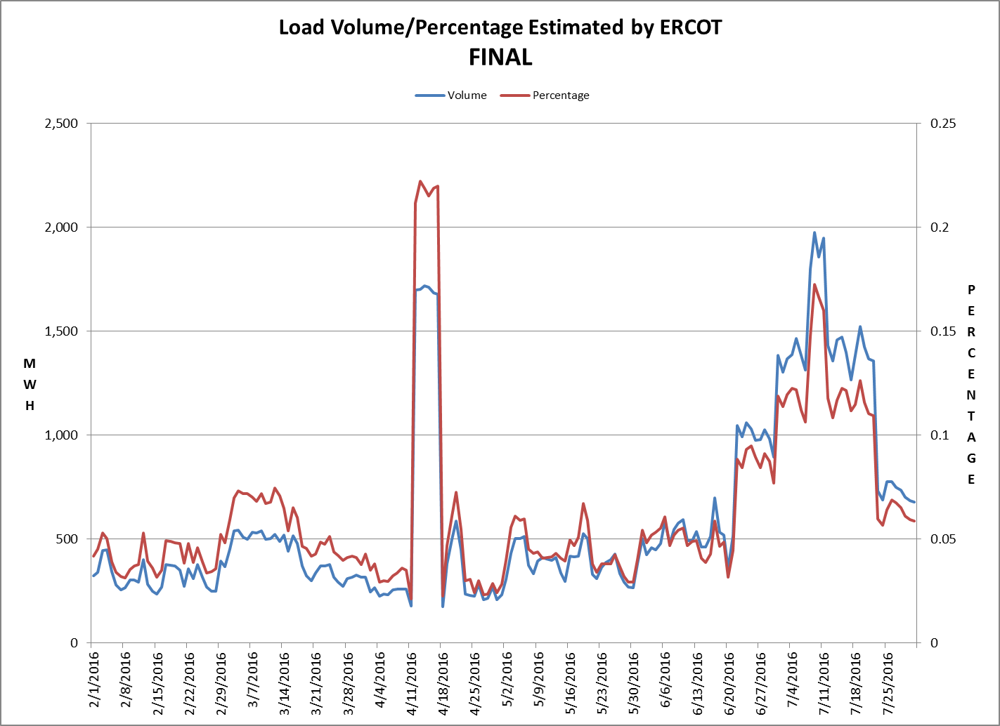 Load Volume/Percentage Estimated by ERCOT
FINAL
Volume
Percentage
2,500
2,000
1,500
1,000
500
0
M
W
H
0.25
0.2
0.15
0.1
0.05
0
P
E
R
C
E
N
T
A
G
E
2/1/2016
2/8/2016
2/15/2016
2/22/2016
2/29/2016
3/7/2016
3/14/2016
3/21/2016
3/28/2016
4/4/2016
4/11/2016
4/18/2016
4/25/2016
5/2/2016
5/9/2016
5/16/2016
5/23/2016
5/30/2016
6/6/2016
6/13/2016
6/20/2016
6/27/2016
7/4/2016
7/11/2016
7/18/2016
7/25/2016